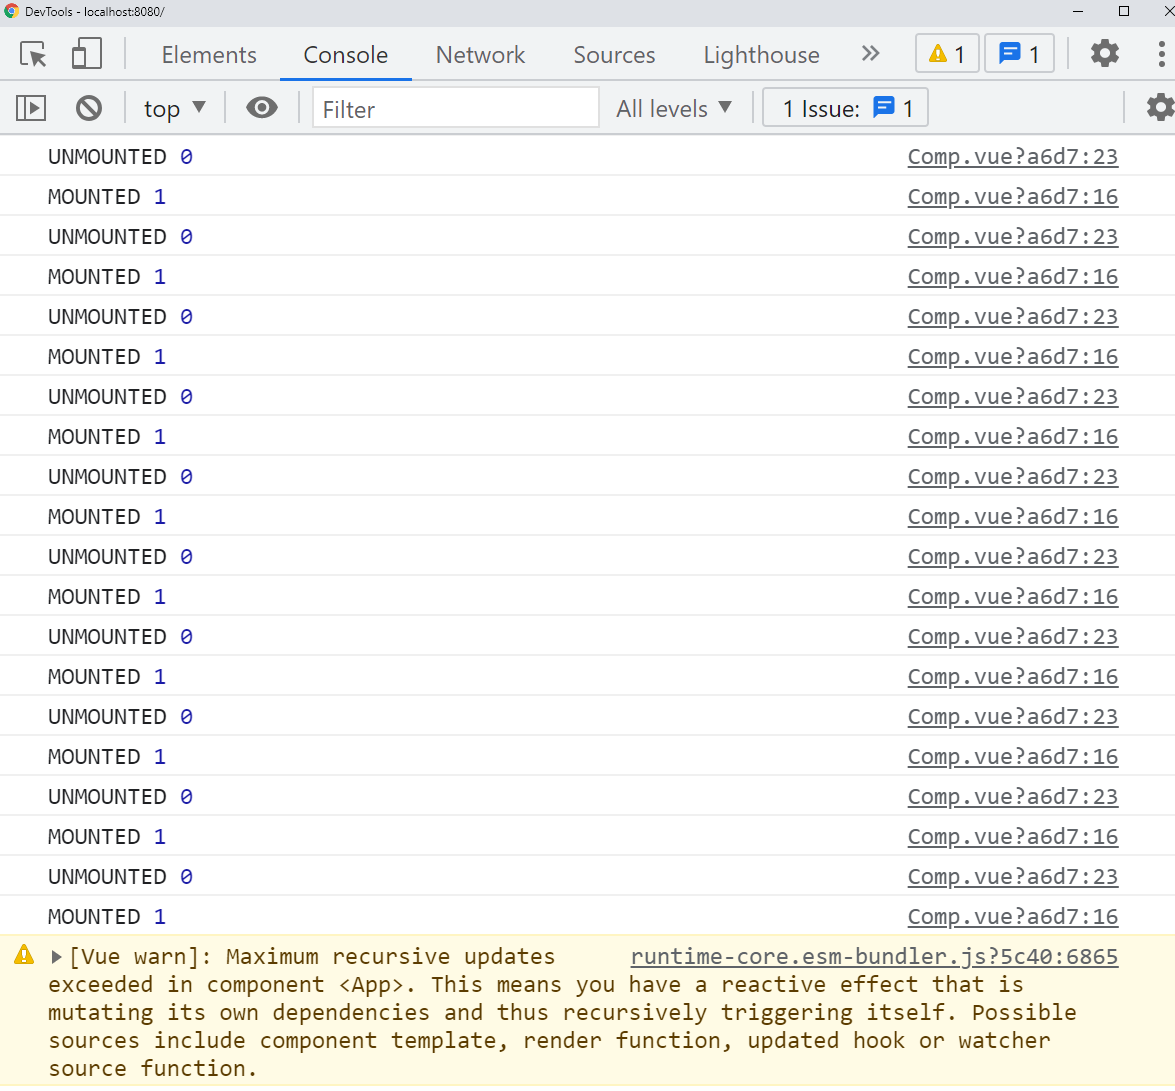 DevTools - localhost:8080/
Elements Console Network Sources Lighthouse 1 1
top Filter All levels 1 Issue: 1
UNMOUNTED 0 Comp.vue?a6d7:23
MOUNTED 1 Comp.vue?a6d7:16
UNMOUNTED 0 Comp.vue?a6d7:23
MOUNTED 1 Comp.vue?a6d7:16
UNMOUNTED 0 Comp.vue?a6d7:23
MOUNTED 1 Comp.vue?a6d7:16
UNMOUNTED 0 Comp.vue?a6d7:23
MOUNTED 1 Comp.vue?a6d7:16
UNMOUNTED 0 Comp.vue?a6d7:23
MOUNTED 1 Comp.vue?a6d7:16
UNMOUNTED 0 Comp.vue?a6d7:23
MOUNTED 1 Comp.vue?a6d7:16
UNMOUNTED 0 Comp.vue?a6d7:23
MOUNTED 1 Comp.vue?a6d7:16
UNMOUNTED 0 Comp.vue?a6d7:23
MOUNTED 1 Comp.vue?a6d7:16
UNMOUNTED 0 Comp.vue?a6d7:23
MOUNTED 1 Comp.vue?a6d7:16
UNMOUNTED 0 Comp.vue?a6d7:23
MOUNTED 1 Comp.vue?a6d7:16
[Vue warn]: Maximum recursive updates runtime-core.esm-bundler.js?5c40:6865
exceeded in component <App>. This means you have a reactive effect that is
mutating its own dependencies and thus recursively triggering itself. Possible
sources include component template, render function, updated hook or watcher
source function.